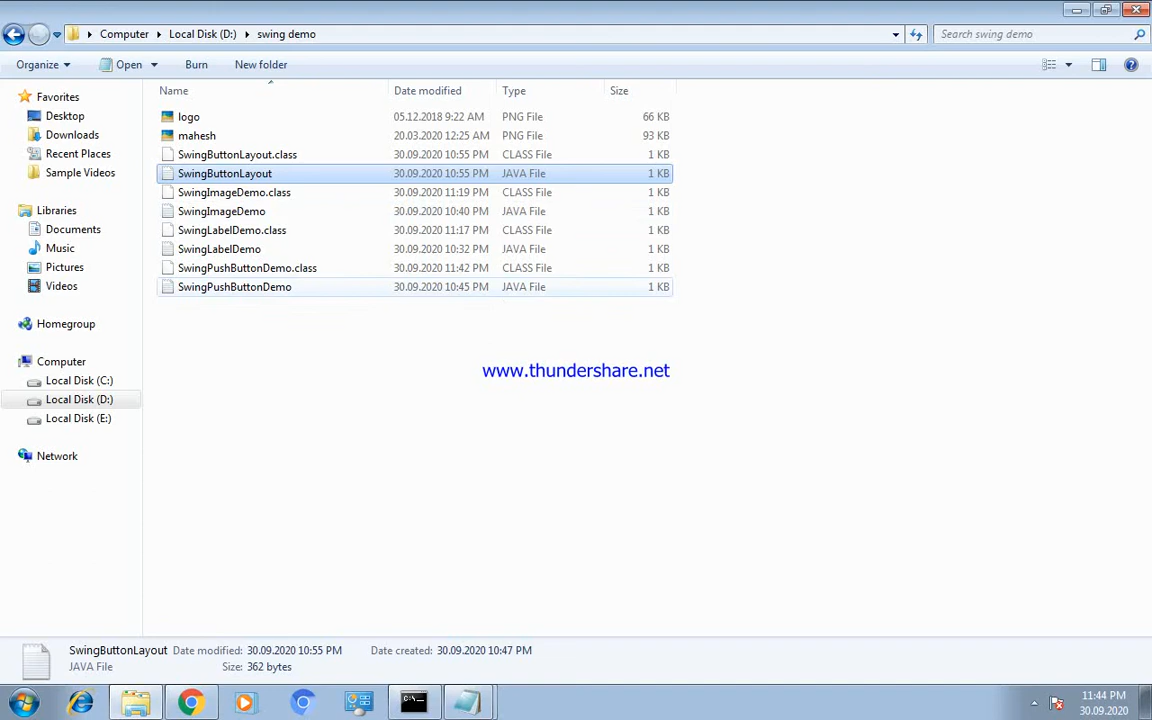 Computer Local Disk (D:) swing demo Search swing demo
Organize Open Burn New folder
Name Date modified Type Size
logo 05.12.2018 9:22 AM PNG File 66 KB
mahesh 20.03.2020 12:25 AM PNG File 93 KB
SwingButtonLayout.class 30.09.2020 10:55 PM CLASS File 1 KB
SwingButtonLayout 30.09.2020 10:55 PM JAVA File 1 KB
SwingImageDemo.class 30.09.2020 11:19 PM CLASS File 1 KB
SwingImageDemo 30.09.2020 10:40 PM JAVA File 1 KB
SwingLabelDemo.class 30.09.2020 11:17 PM CLASS File 1 KB
SwingLabelDemo 30.09.2020 10:32 PM JAVA File 1 KB
SwingPushButtonDemo.class 30.09.2020 11:42 PM CLASS File 1 KB
SwingPushButtonDemo 30.09.2020 10:45 PM JAVA File 1 KB
Favorites
Desktop
Downloads
Recent Places
Sample Videos
Libraries
Documents
Music
Pictures
Videos
Homegroup
Computer
Local Disk (C:)
Local Disk (D:)
Local Disk (E:)
Network
www.thundershare.net
SwingButtonLayout Date modified: 30.09.2020 10:55 PM Date created: 30.09.2020 10:47 PM
JAVA File Size: 362 bytes
C:\.
11:44 PM
30.09.2020